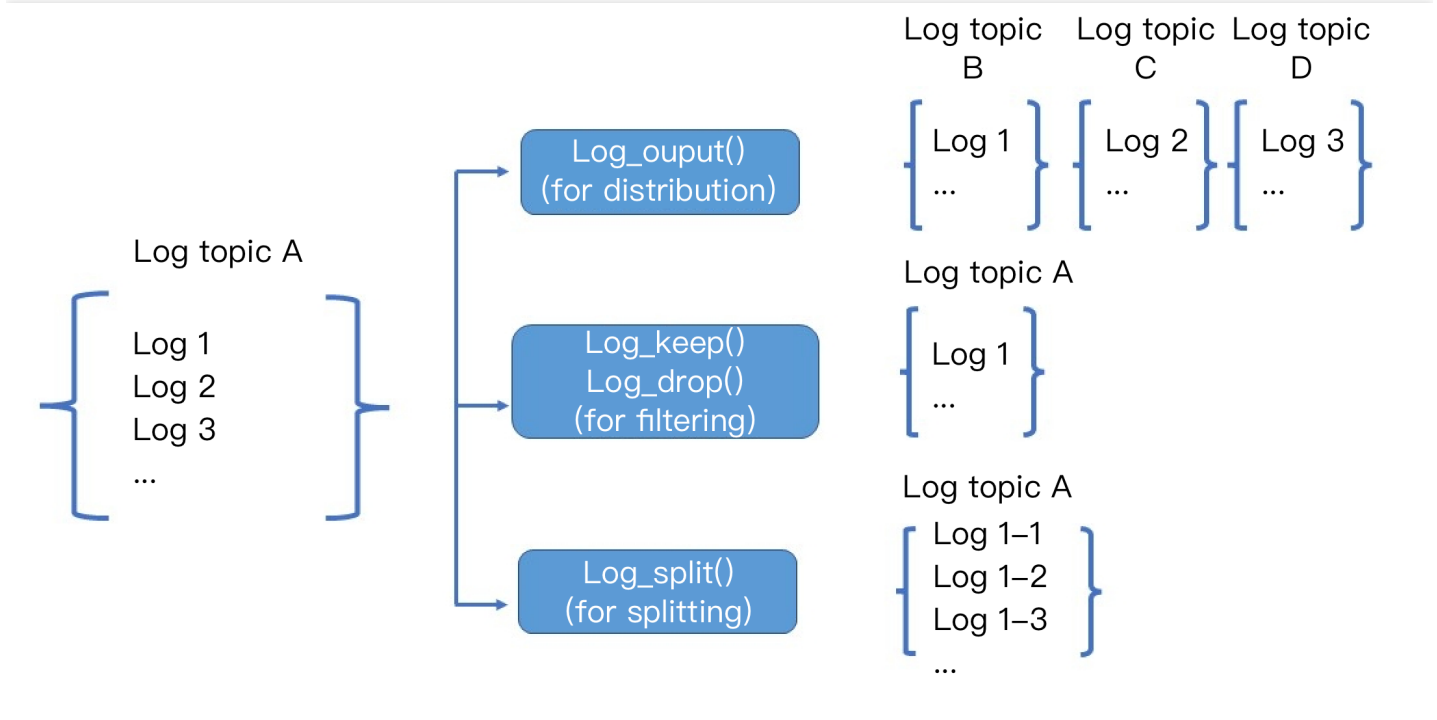 Log topic A
Log 1
Log 2
Log 3
...
Log_ouput()
(for distribution)
Log_keep()
Log_drop()
(for filtering)
Log_split()
(for splitting)
Log topic
B
Log 1
...
Log topic
C
Log 2
...
Log topic
D
Log 3
...
Log topic A
Log 1
...
Log topic A
Log 1–1
Log 1–2
Log 1–3
...